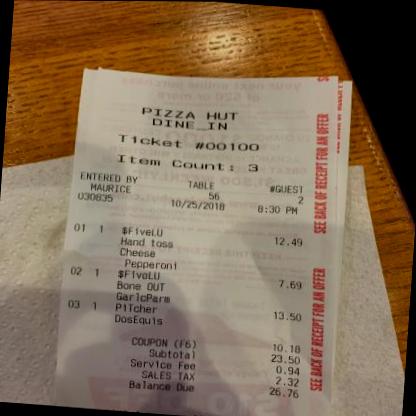 PIZZA HUT
DINE_IN
Ticket #00100
Item Count: 3
ENTERED BY TABLE #GUEST
MAURICE 56 2
030835 10/25/2018 8:30 PM
01 1 $FiveLU 12.49
Hand toss
Cheese
Pepperoni
02 1 $FiveLU 7.69
Bone OUT
GarlcParm
03 1 PiTcher 13.50
DosEquis
COUPON (F6) 10.18
Subtotal 23.50
Service Fee 0.94
SALES TAX 2.32
Balance Due 26.76
SEE BACK OF RECEIPT FOR AN OFFER
SEE BACK OF RECEIPT FOR AN OFFER